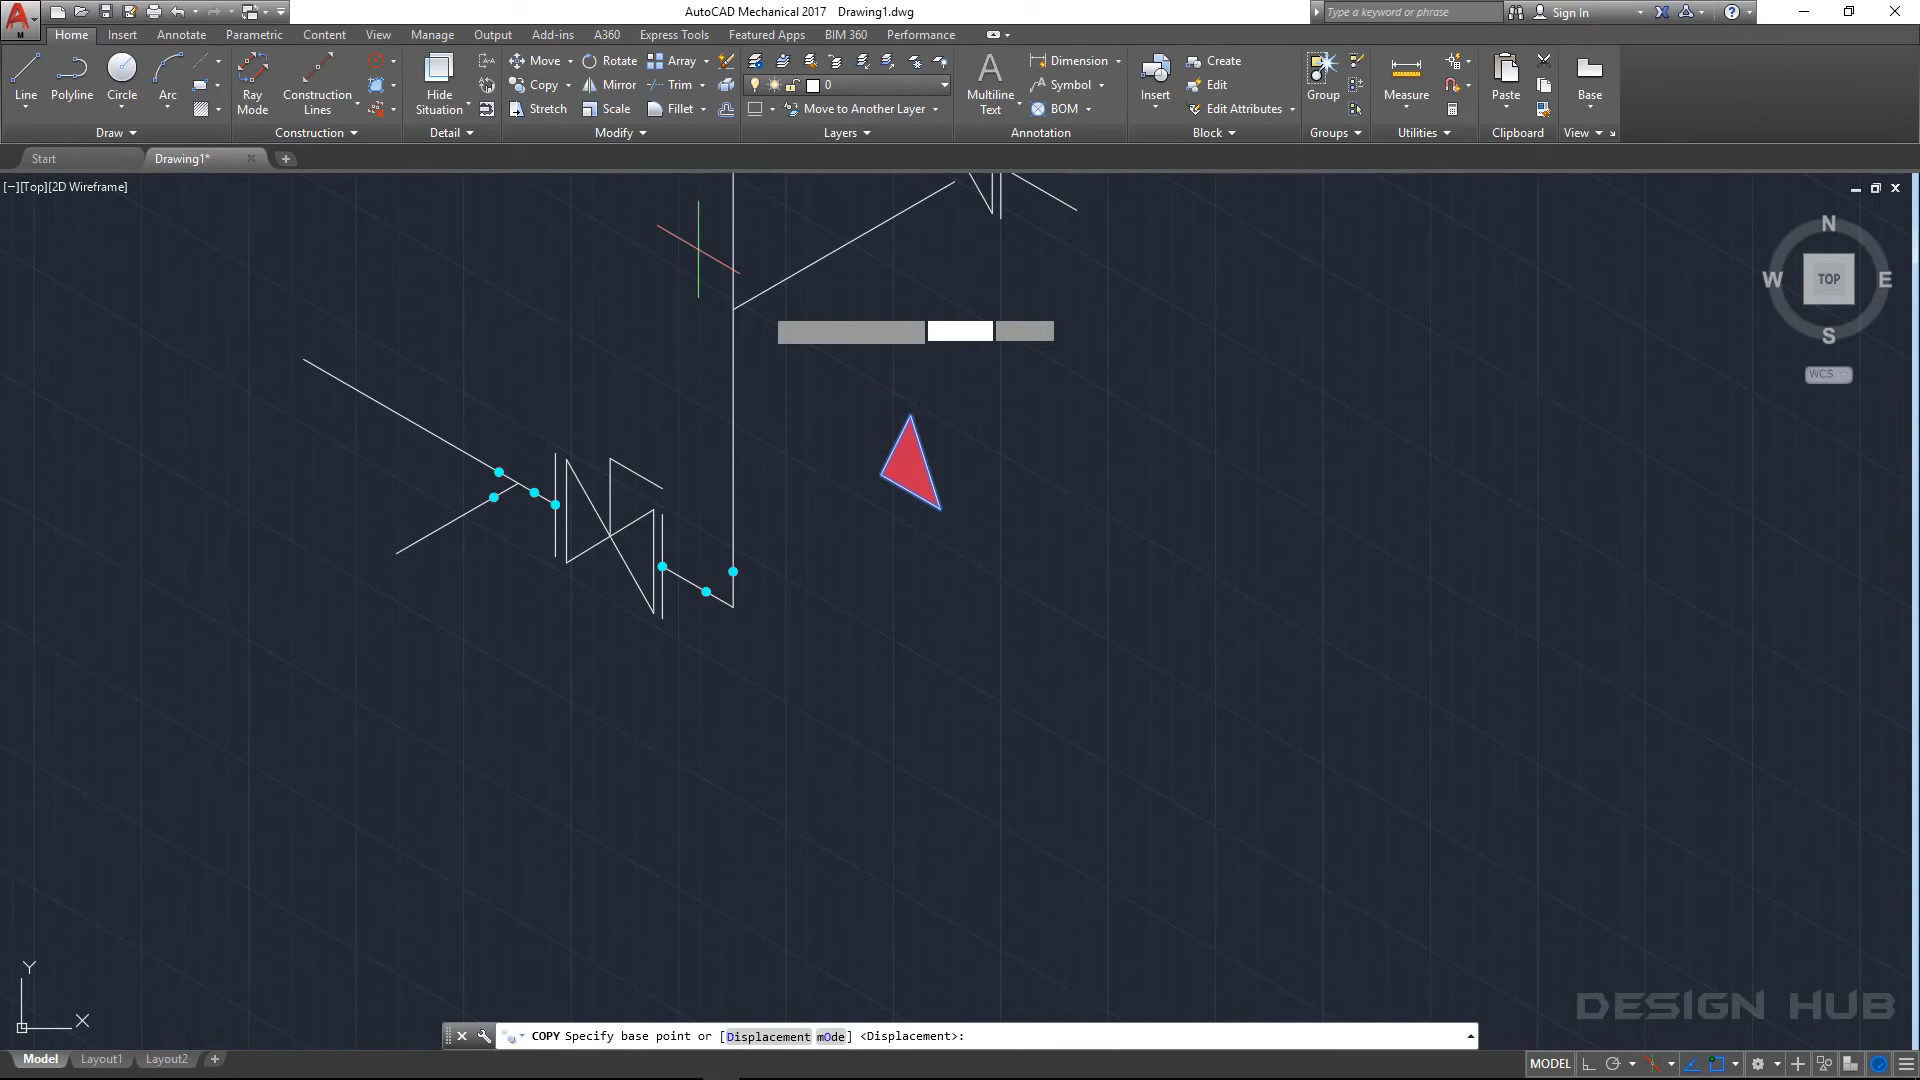 AutoCAD Mechanical 2017 Drawing1.dwg
Type a keyword or phrase
Sign In
M
Home Insert Annotate Parametric Content View Manage Output Add-ins A360 Express Tools Featured Apps BIM 360 Performance
Line
Polyline
Circle
Arc
Draw
Ray Mode
Construction Lines
Construction
Hide Situation
Detail
Move Rotate Array
Copy Mirror Trim
Stretch Scale Fillet
Modify
0
Move to Another Layer
Layers
A
Multiline Text
Dimension
Symbol
BOM
Annotation
Insert
Create
Edit
Edit Attributes
Block
Group
Groups
Measure
Utilities
Paste
Clipboard
Base
View
Start
Drawing1*
[−][Top][2D Wireframe]
N
W TOP E
S
WCS
Y
X
DESIGN HUB
COPY Specify base point or [Displacement mOde] <Displacement>:
Model Layout1 Layout2
MODEL